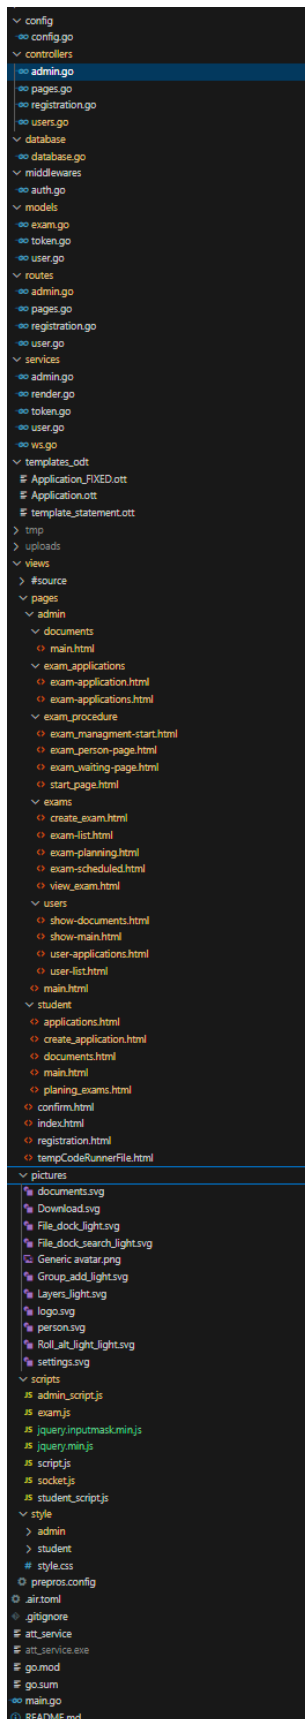 config
config.go
controllers
admin.go
pages.go
registration.go
users.go
database
database.go
middlewares
auth.go
models
exam.go
token.go
user.go
routes
admin.go
pages.go
registration.go
user.go
services
admin.go
render.go
token.go
user.go
ws.go
templates_odt
Application_FIXED.ott
Application.ott
template_statement.ott
tmp
uploads
views
#source
pages
admin
documents
main.html
exam_applications
exam-application.html
exam-applications.html
exam_procedure
exam_managment-start.html
exam_person-page.html
exam_waiting-page.html
start_page.html
exams
create_exam.html
exam-list.html
exam-planning.html
exam-scheduled.html
view_exam.html
users
show-documents.html
show-main.html
user-applications.html
user-list.html
main.html
student
applications.html
create_application.html
documents.html
main.html
planing_exams.html
confirm.html
index.html
registration.html
tempCodeRunnerFile.html
pictures
documents.svg
Download.svg
File_dock_light.svg
File_dock_search_light.svg
Generic avatar.png
Group_add_light.svg
Layers_light.svg
logo.svg
person.svg
Roll_alt_light_light.svg
settings.svg
scripts
JS admin_script.js
JS exam.js
JS jquery.inputmask.min.js
JS jquery.min.js
JS script.js
JS socket.js
JS student_script.js
style
admin
student
# style.css
prepros.config
.air.toml
.gitignore
att_service
att_service.exe
go.mod
go.sum
main.go
README.md